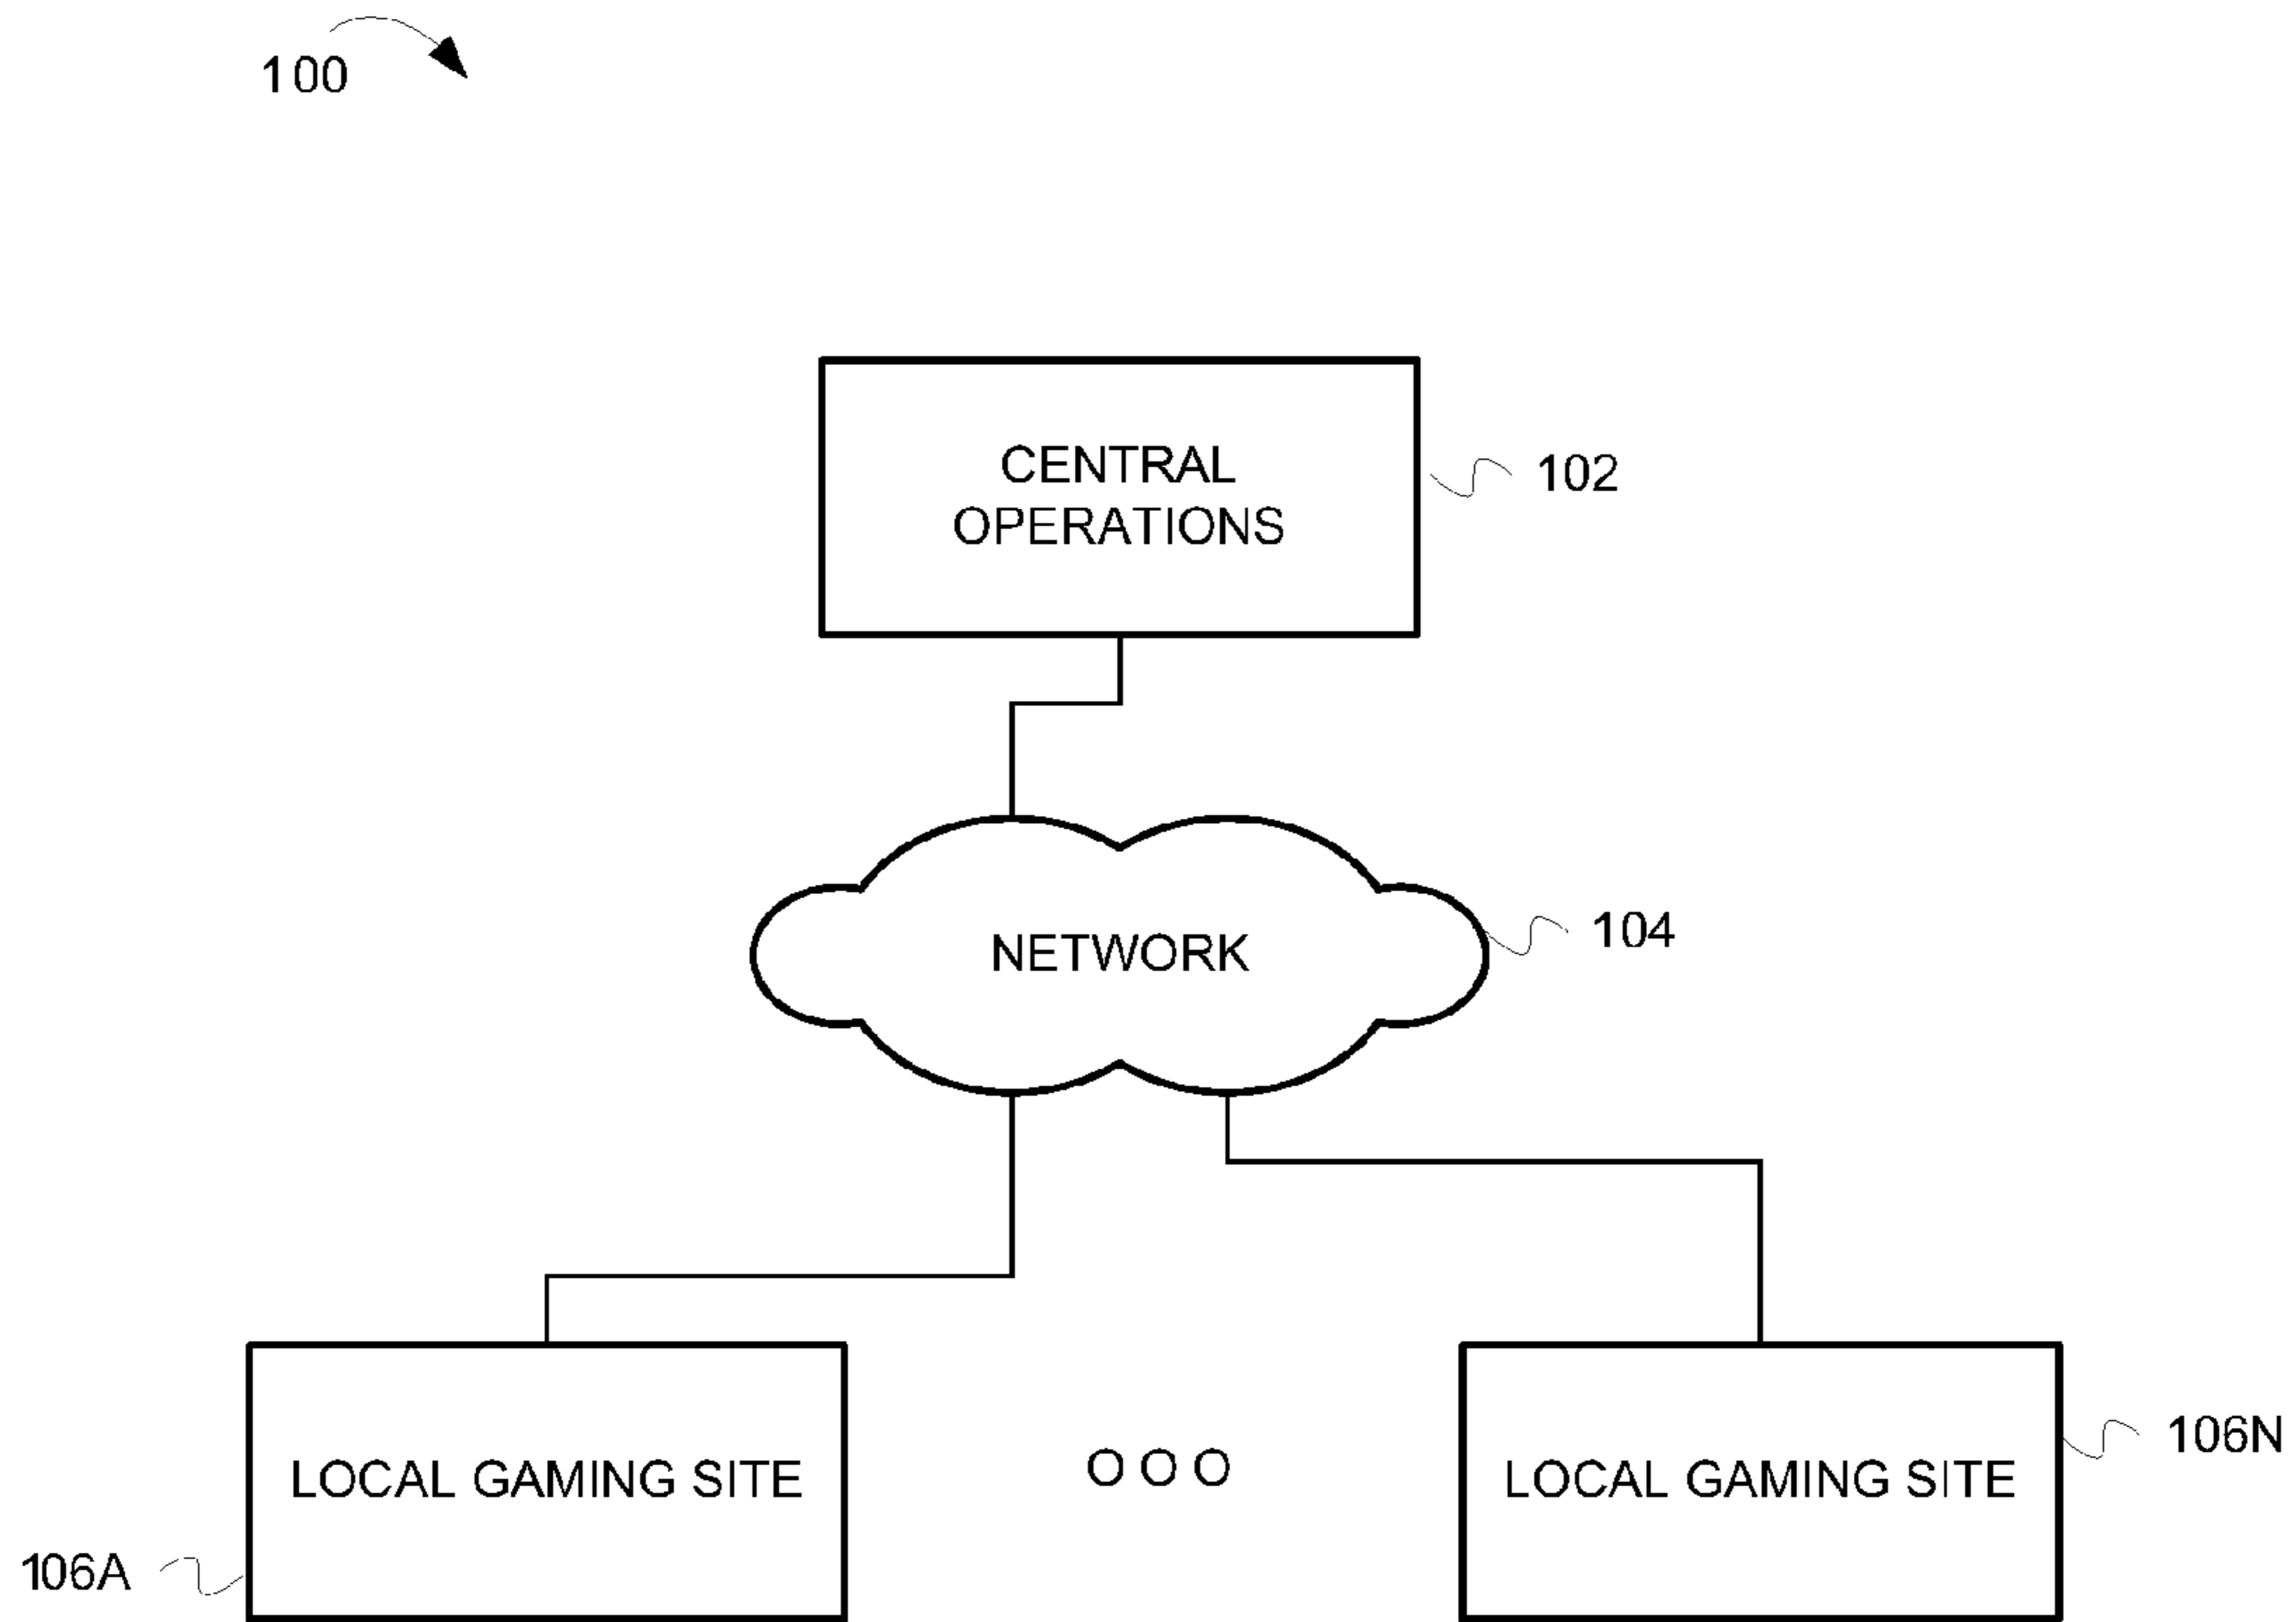 100
CENTRAL
OPERATIONS
102
NETWORK
104
LOCAL GAMING SITE
106A
O O O
LOCAL GAMING SITE
106N